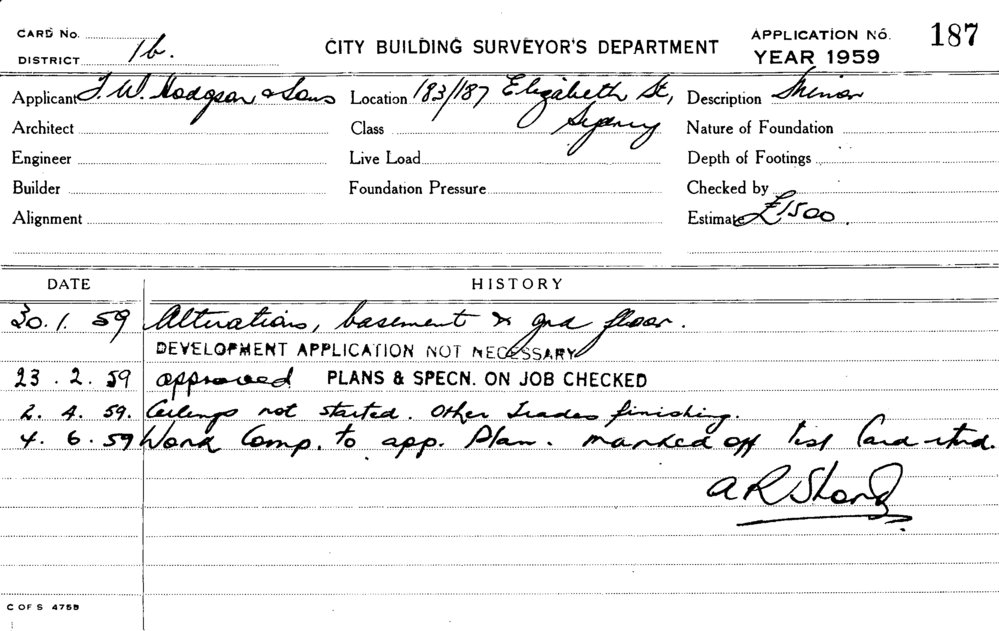 CARD No.
DISTRICT 1b.
CITY BUILDING SURVEYOR'S DEPARTMENT
APPLICATION No. 187
YEAR 1959
Applicant F. W. Hodgson & Sons Location 183/187 Elizabeth St, Description Minor
Architect Class Sydney Nature of Foundation
Engineer Live Load Depth of Footings
Builder Foundation Pressure Checked by
Alignment Estimate £1500.
DATE HISTORY
30. 1. 59 Alterations, basement & grd floor.
DEVELOPMENT APPLICATION NOT NECESSARY
23. 2. 59 approved PLANS & SPECN. ON JOB CHECKED
2. 4. 59. Ceilings not started. Other Trades finishing.
4. 6. 59 Work Comp. to app. Plan. marked off list Card rtnd.
A R
C OF S 475B